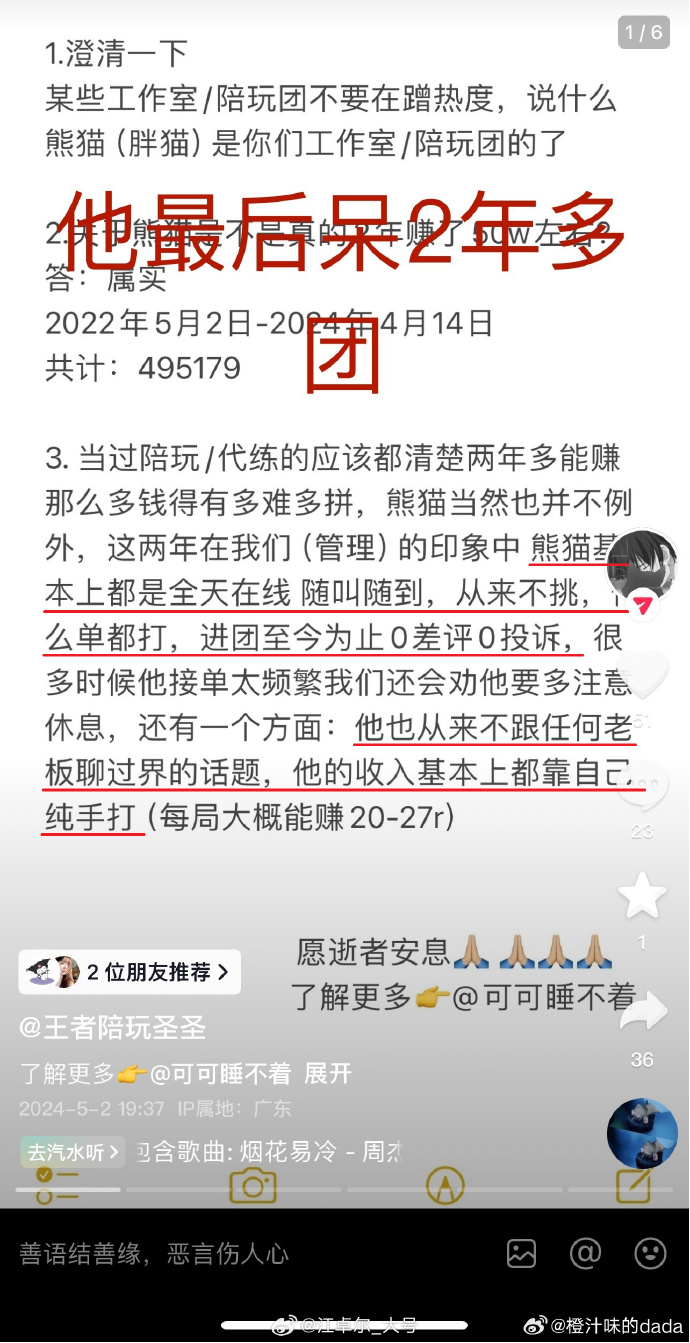 1/6
1.澄清一下
某些工作室/陪玩团不要在蹭热度，说什么
熊猫（胖猫）是你们工作室/陪玩团的了
他最后呆2年多
团
2.关于熊猫是不是真的2年赚了50w左右？
答：属实
2022年5月2日-2024年4月14日
共计：495179
3. 当过陪玩/代练的应该都清楚两年多能赚
那么多钱得有多难多拼，熊猫当然也并不例
外，这两年在我们（管理）的印象中 熊猫基
本上都是全天在线 随叫随到，从来不挑，
么单都打，进团至今为止0差评0投诉，很
多时候他接单太频繁我们还会劝他要多注意
休息，还有一个方面：他也从来不跟任何老
板聊过界的话题，他的收入基本上都靠自己
纯手打（每局大概能赚20-27r）
51
23
1
36
愿逝者安息🙏🙏🙏🙏
了解更多👉@可可睡不着
2 位朋友推荐 >
@王者陪玩圣圣
了解更多👉@可可睡不着 展开
2024-5-2 19:37 IP属地：广东
去汽水听 > 包含歌曲: 烟花易冷 - 周杰
善语结善缘，恶言伤人心
@江卓尔_大号
@橙汁味的dada